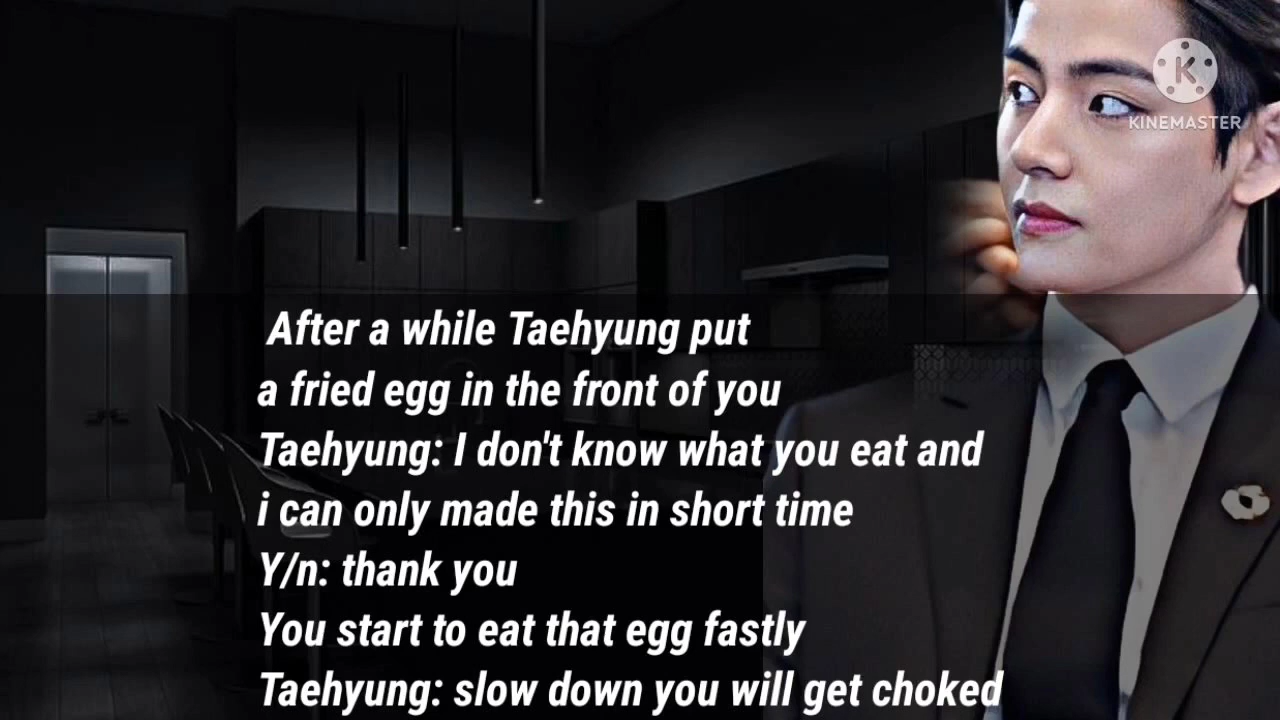 KINEMASTER
After a while Taehyung put
a fried egg in the front of you
Taehyung: I don't know what you eat and
i can only made this in short time
Y/n: thank you
You start to eat that egg fastly
Taehyung: slow down you will get choked